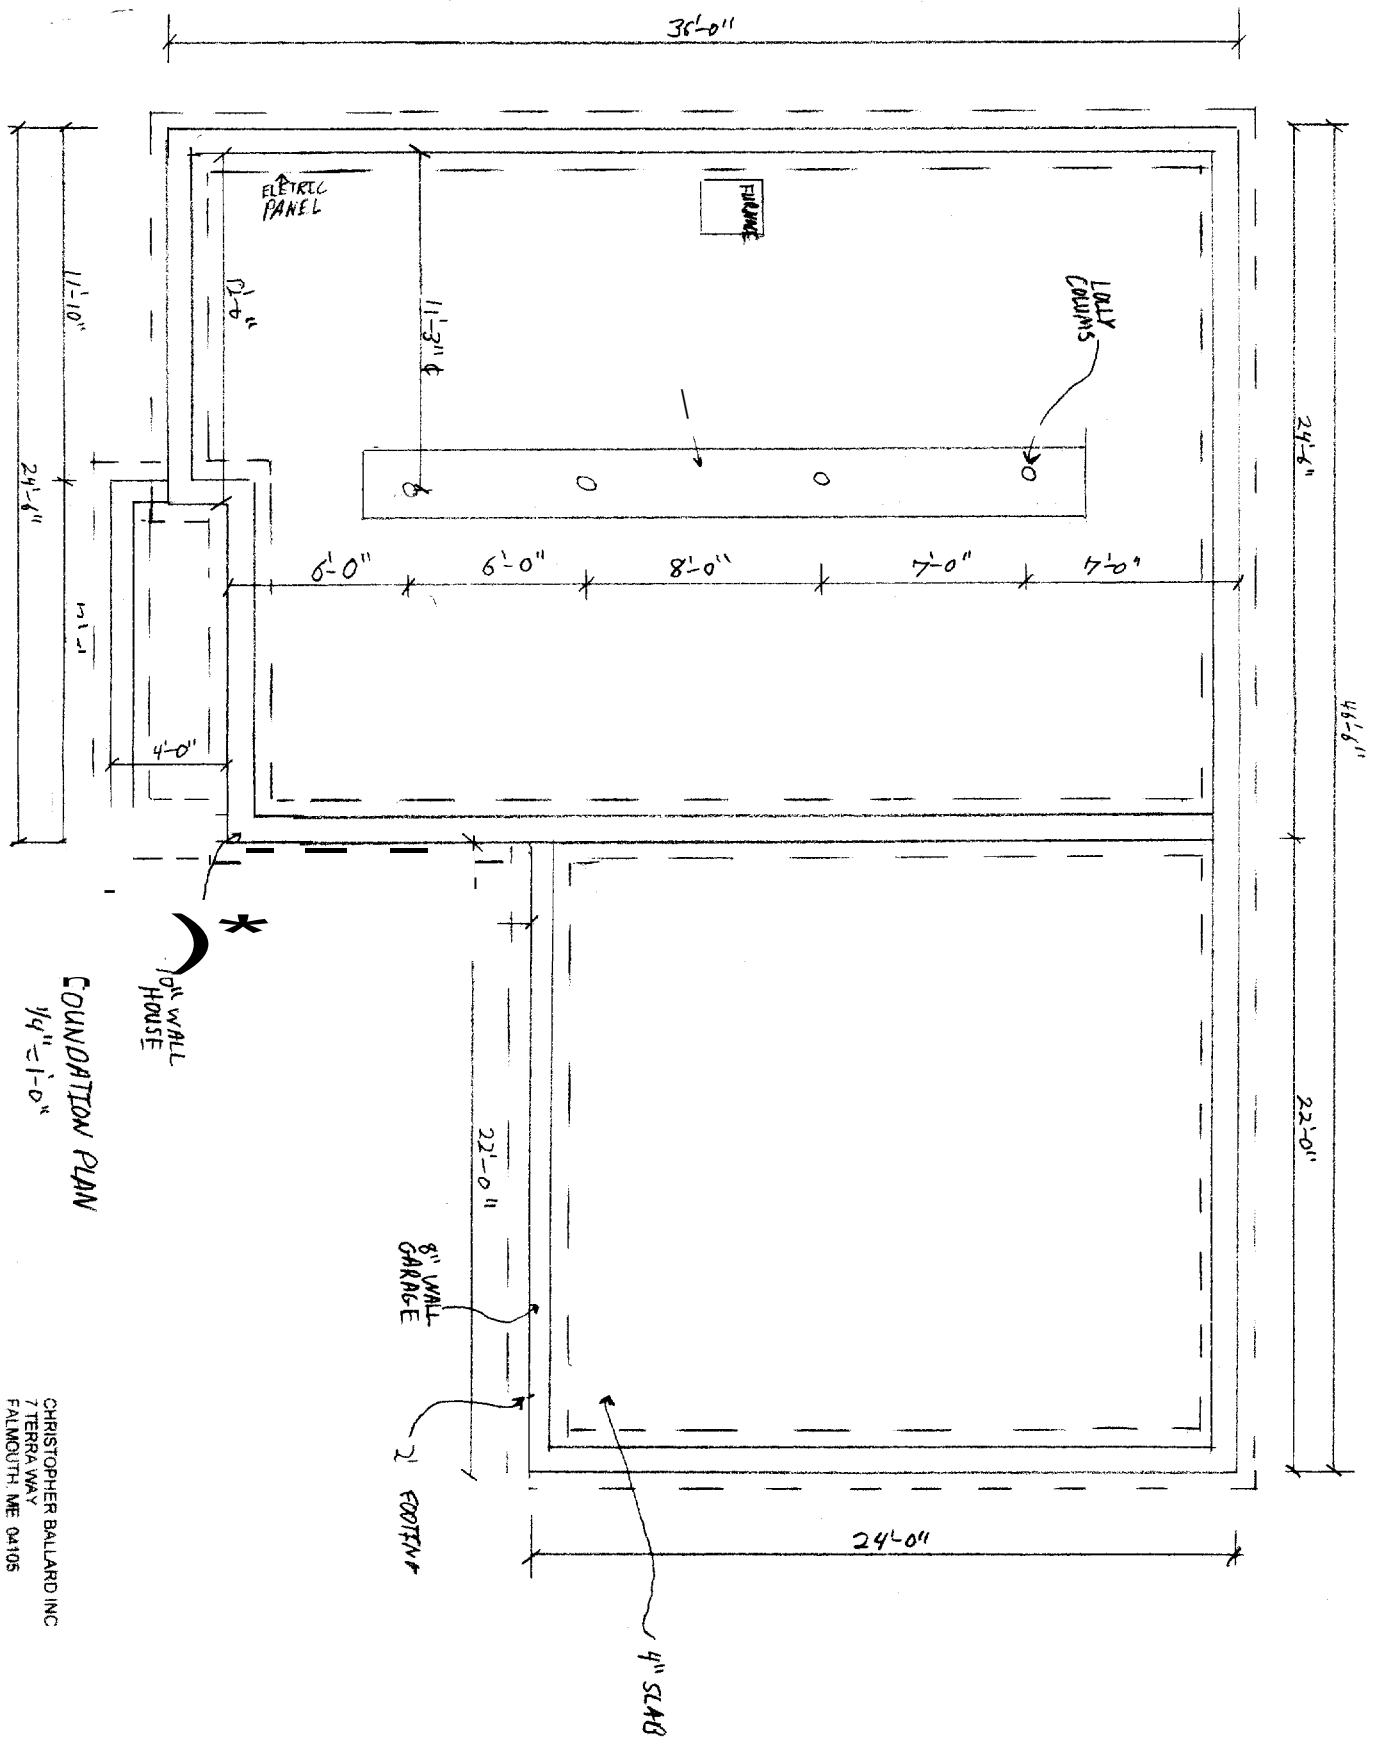 36'-0"
ELETRIC
PANEL
FURNACE
LOLLY
COLUMS
11'-10"
12'-0"
11'-3" ¢
24'-6"
24'-6"
46'-6"
6'-0"
6'-0"
8'-0"
7'-0"
7'-0"
4'-0"
10" WALL
HOUSE
*
FOUNDATION PLAN
1/4" = 1'-0"
22'-0"
22'-0"
8" WALL
GARAGE
2' FOOTING
24'-0"
4" SLAB
CHRISTOPHER BALLARD INC
7 TERRA WAY
FALMOUTH, ME 04105